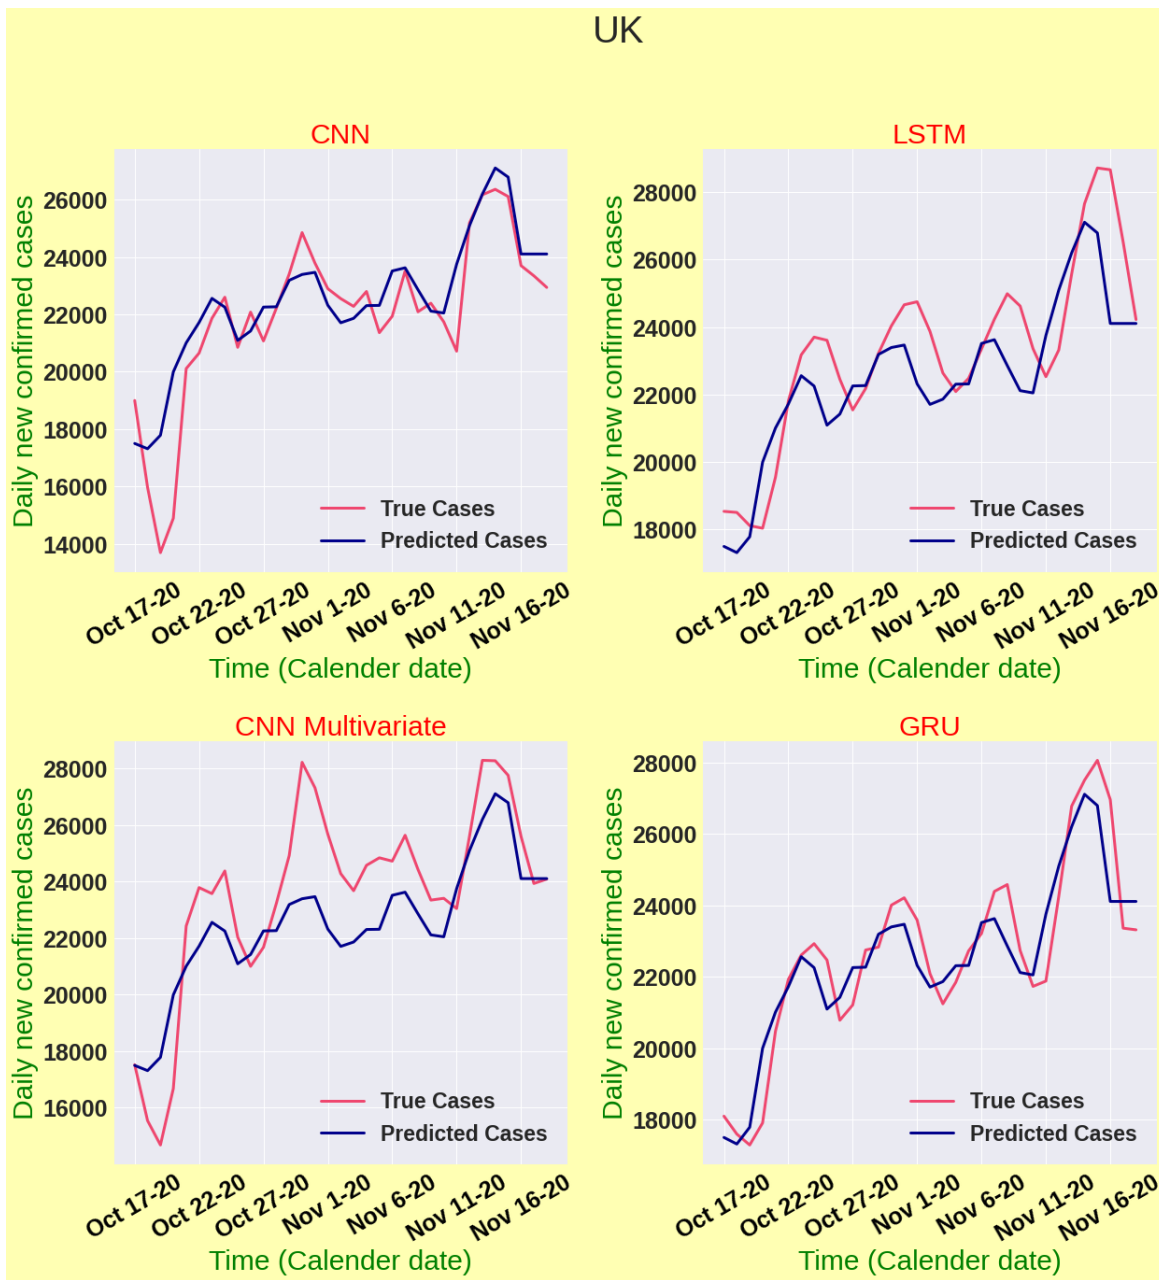 UK
CNN
Daily new confirmed cases
26000
24000
22000
20000
18000
16000
14000
True Cases
Predicted Cases
Oct 17-20
Oct 22-20
Oct 27-20
Nov 1-20
Nov 6-20
Nov 11-20
Nov 16-20
Time (Calender date)
LSTM
Daily new confirmed cases
28000
26000
24000
22000
20000
18000
True Cases
Predicted Cases
Oct 17-20
Oct 22-20
Oct 27-20
Nov 1-20
Nov 6-20
Nov 11-20
Nov 16-20
Time (Calender date)
CNN Multivariate
Daily new confirmed cases
28000
26000
24000
22000
20000
18000
16000
True Cases
Predicted Cases
Oct 17-20
Oct 22-20
Oct 27-20
Nov 1-20
Nov 6-20
Nov 11-20
Nov 16-20
Time (Calender date)
GRU
Daily new confirmed cases
28000
26000
24000
22000
20000
18000
True Cases
Predicted Cases
Oct 17-20
Oct 22-20
Oct 27-20
Nov 1-20
Nov 6-20
Nov 11-20
Nov 16-20
Time (Calender date)